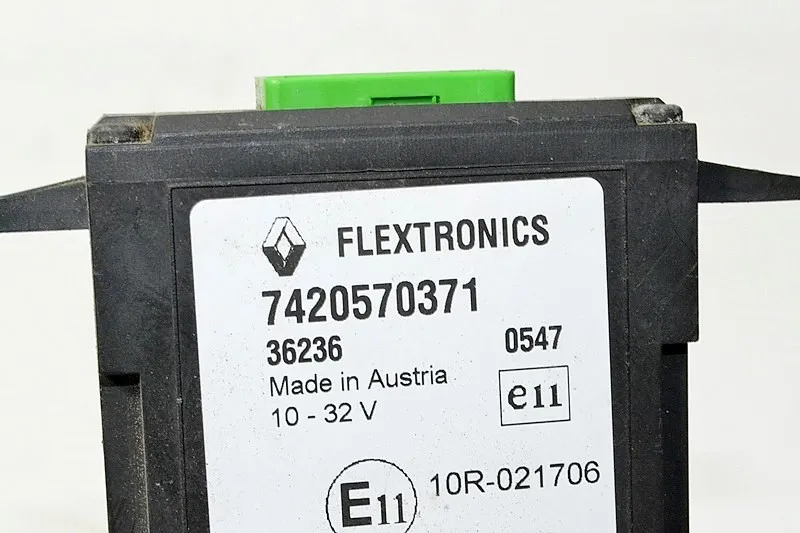 FLEXTRONICS
7420570371
36236 0547
Made in Austria
e11
10 - 32 V
10R-021706
E11